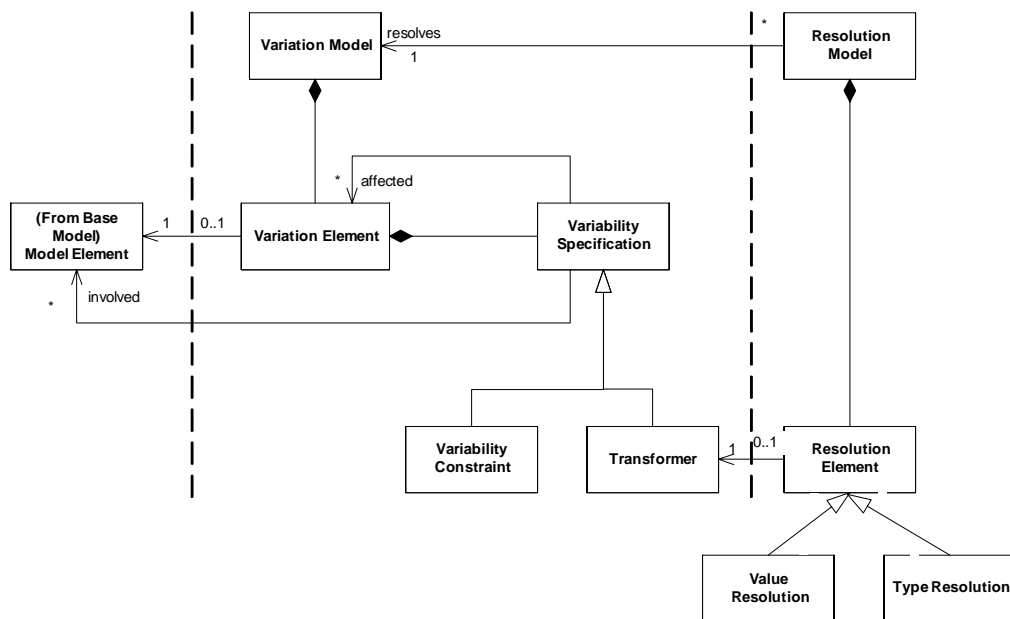 Variation Model
resolves
1
*
Resolution
Model
*
affected
(From Base
Model)
Model Element
1
0..1
Variation Element
Variability
Specification
*
involved
Variability
Constraint
Transformer
1
0..1
Resolution
Element
Value
Resolution
Type Resolution